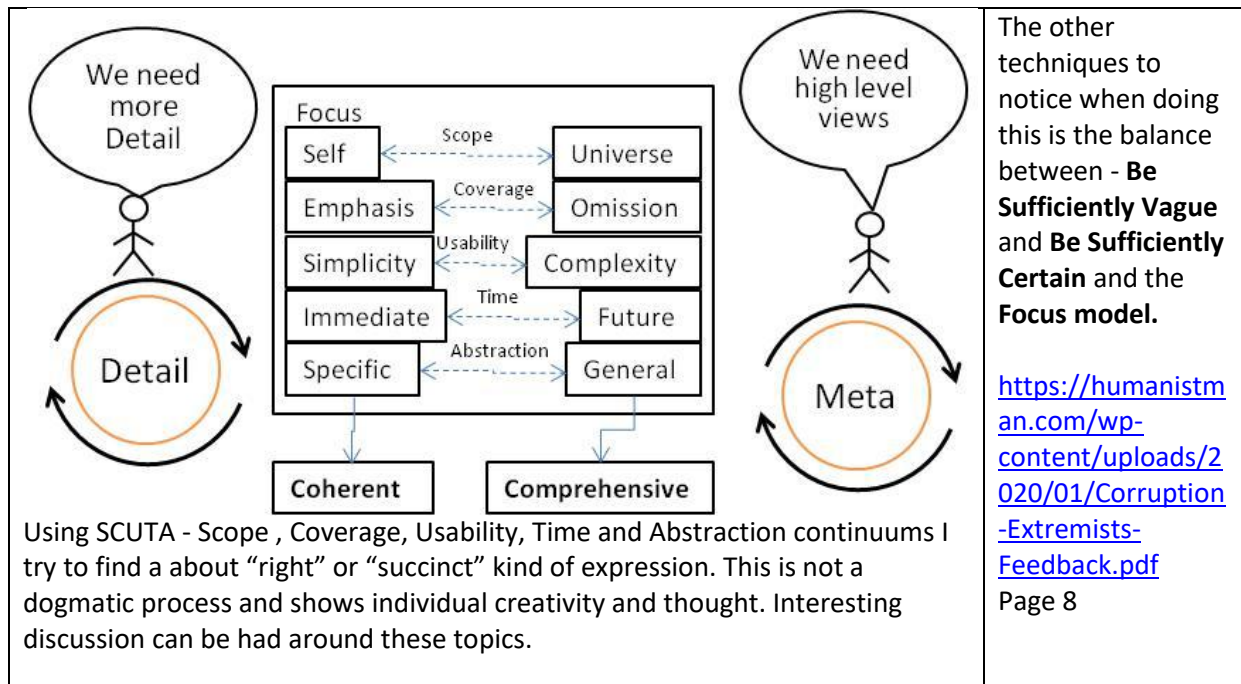 We need
more
Detail
We need
high level
views
Focus
Self
Scope
Universe
Emphasis
Coverage
Omission
Simplicity
Usability
Complexity
Immediate
Time
Future
Specific
Abstraction
General
Detail
Meta
Coherent
Comprehensive
Using SCUTA - Scope , Coverage, Usability, Time and Abstraction continuums I
try to find a about “right” or “succinct” kind of expression. This is not a
dogmatic process and shows individual creativity and thought. Interesting
discussion can be had around these topics.
The other
techniques to
notice when doing
this is the balance
between - Be
Sufficiently Vague
and Be Sufficiently
Certain and the
Focus model.
https://humanistm
an.com/wp-
content/uploads/2
020/01/Corruption
-Extremists-
Feedback.pdf
Page 8